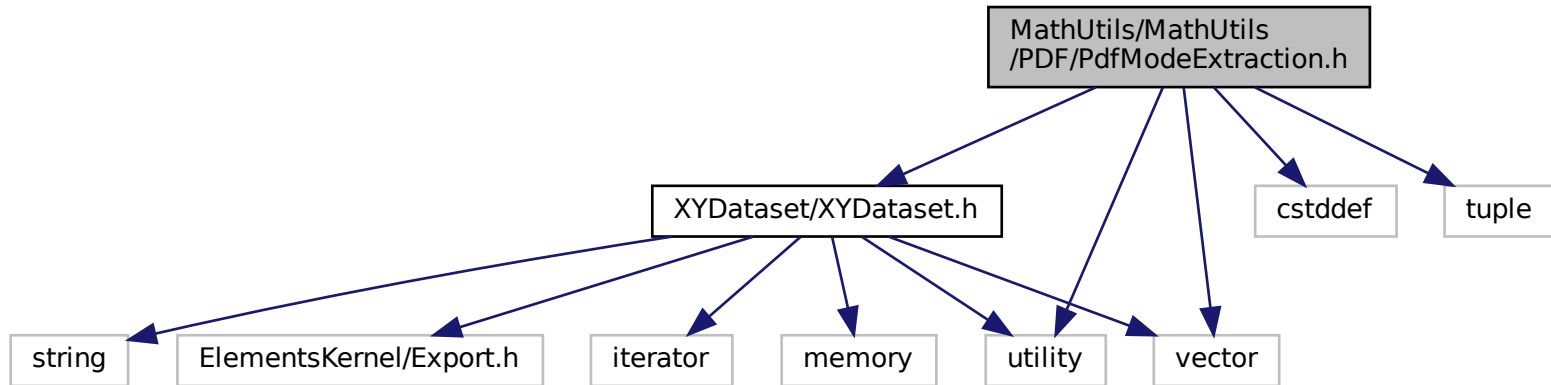 MathUtils/MathUtils
/PDF/PdfModeExtraction.h
XYDataset/XYDataset.h
cstddef
tuple
string
ElementsKernel/Export.h
iterator
memory
utility
vector